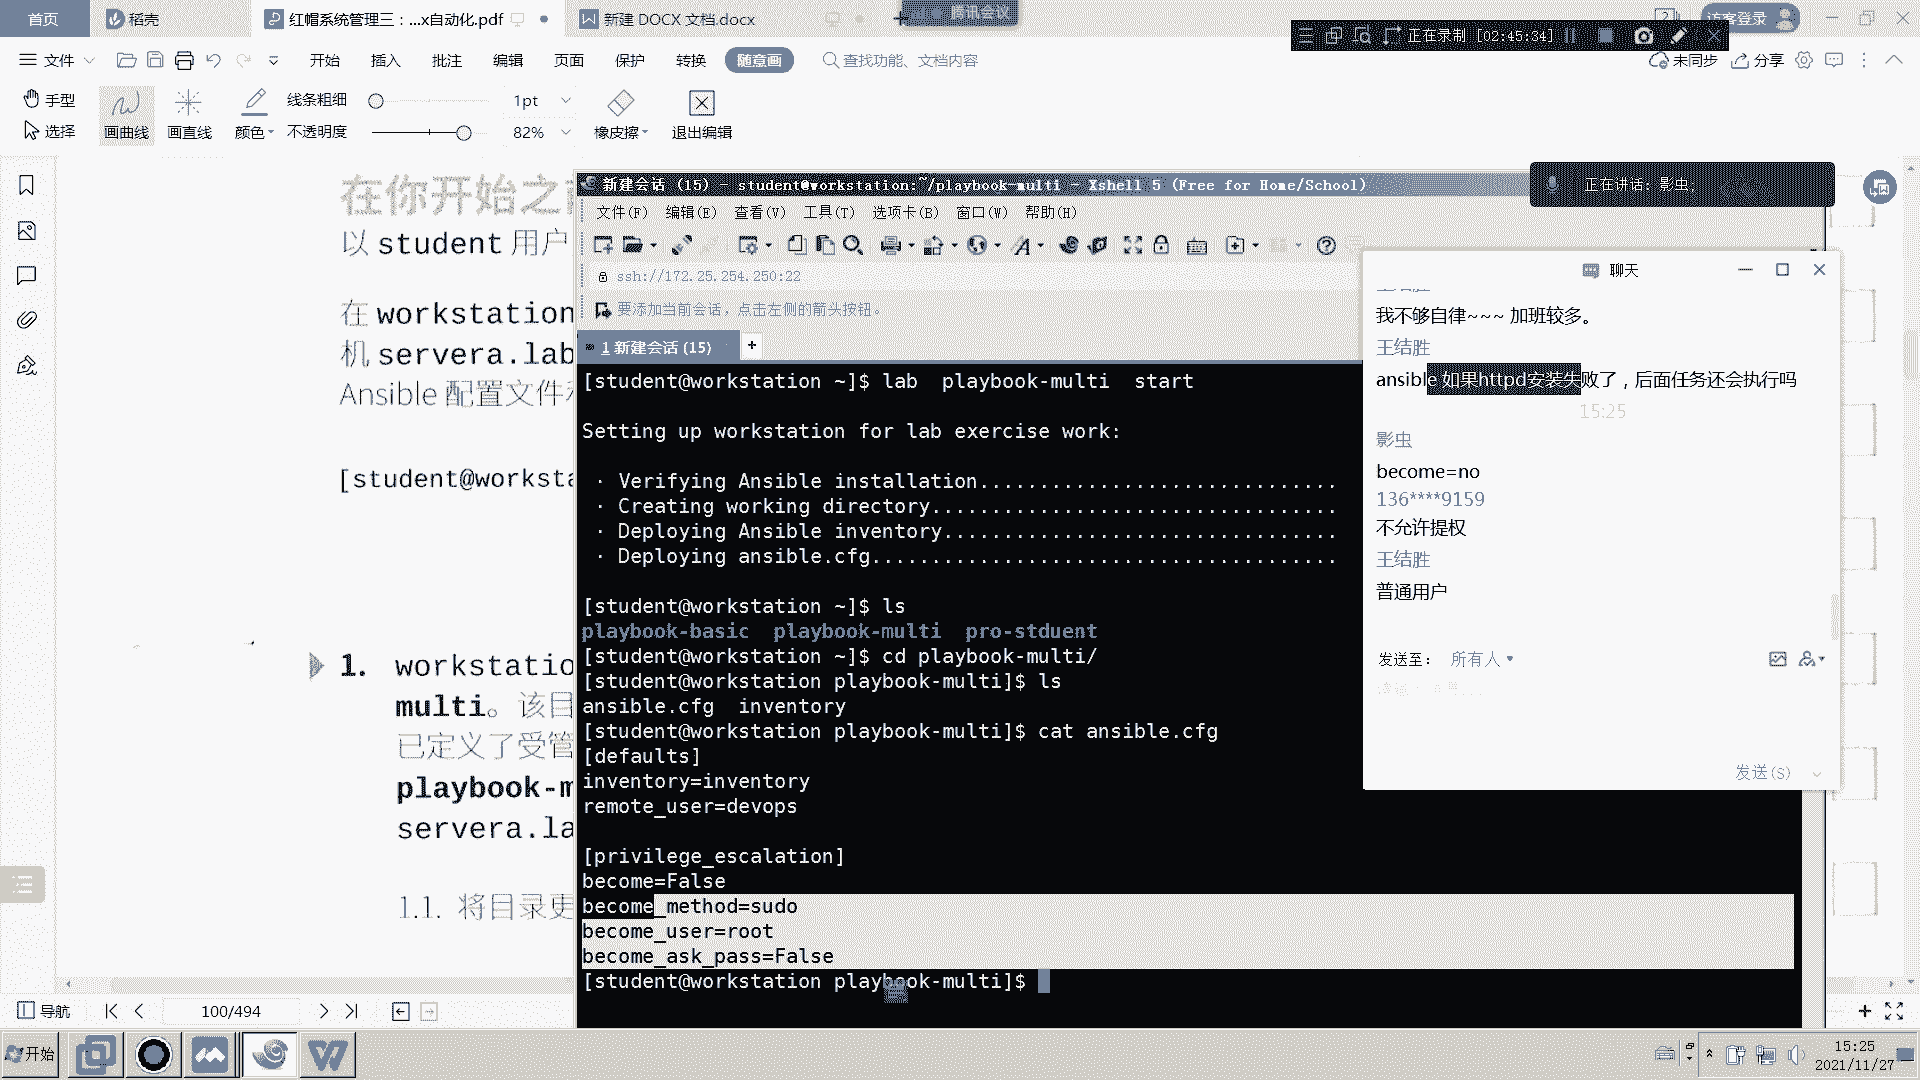 首页
稻壳
红帽系统管理三：...x自动化.pdf
新建 DOCX 文档.docx
腾讯会议
访客登录
正在录制 [02:45:34]
文件
开始
插入
批注
编辑
页面
保护
转换
随意画
查找功能、文档内容
未同步
分享
手型
选择
画曲线
画直线
颜色
线条粗细
1pt
不透明度
82%
橡皮擦
退出编辑
在你开始之
以 student 用户
在 workstation
机 servera.lab
Ansible 配置文件
[student@worksta
1. workstatio
multi。该目
已定义了受管
playbook-m
servera.la
1.1. 将目录更
新建会话 (15) - student@workstation:~/playbook-multi - Xshell 5 (Free for Home/School)
正在讲话: 影虫;
文件(F) 编辑(E) 查看(V) 工具(T) 选项卡(B) 窗口(W) 帮助(H)
ssh://172.25.254.250:22
要添加当前会话，点击左侧的箭头按钮。
1 新建会话 (15)
+
[student@workstation ~]$ lab  playbook-multi  start
Setting up workstation for lab exercise work:
· Verifying Ansible installation..............................
· Creating working directory..................................
· Deploying Ansible inventory.................................
· Deploying ansible.cfg.......................................
[student@workstation ~]$ ls
playbook-basic  playbook-multi  pro-stduent
[student@workstation ~]$ cd playbook-multi/
[student@workstation playbook-multi]$ ls
ansible.cfg  inventory
[student@workstation playbook-multi]$ cat ansible.cfg
[defaults]
inventory=inventory
remote_user=devops
[privilege_escalation]
become=False
become_method=sudo
become_user=root
become_ask_pass=False
[student@workstation playbook-multi]$
聊天
我不够自律~~~ 加班较多。
王结胜
ansible 如果httpd安装失败了，后面任务还会执行吗
15:25
影虫
become=no
136****9159
不允许提权
王结胜
普通用户
发送至： 所有人
发送(S)
导航
100/494
开始
15:25
2021/11/27